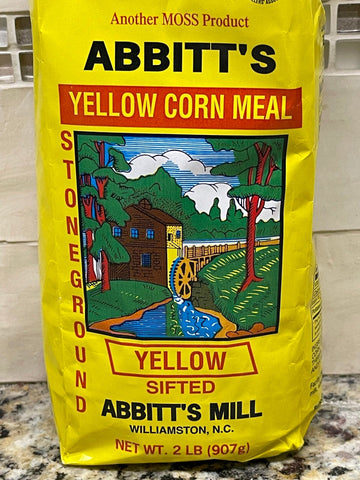 Another MOSS Product
ABBITT'S
YELLOW CORN MEAL
STONEGROUND
YELLOW
SIFTED
ABBITT'S MILL
WILLIAMSTON, N.C.
NET WT. 2 LB (907g)